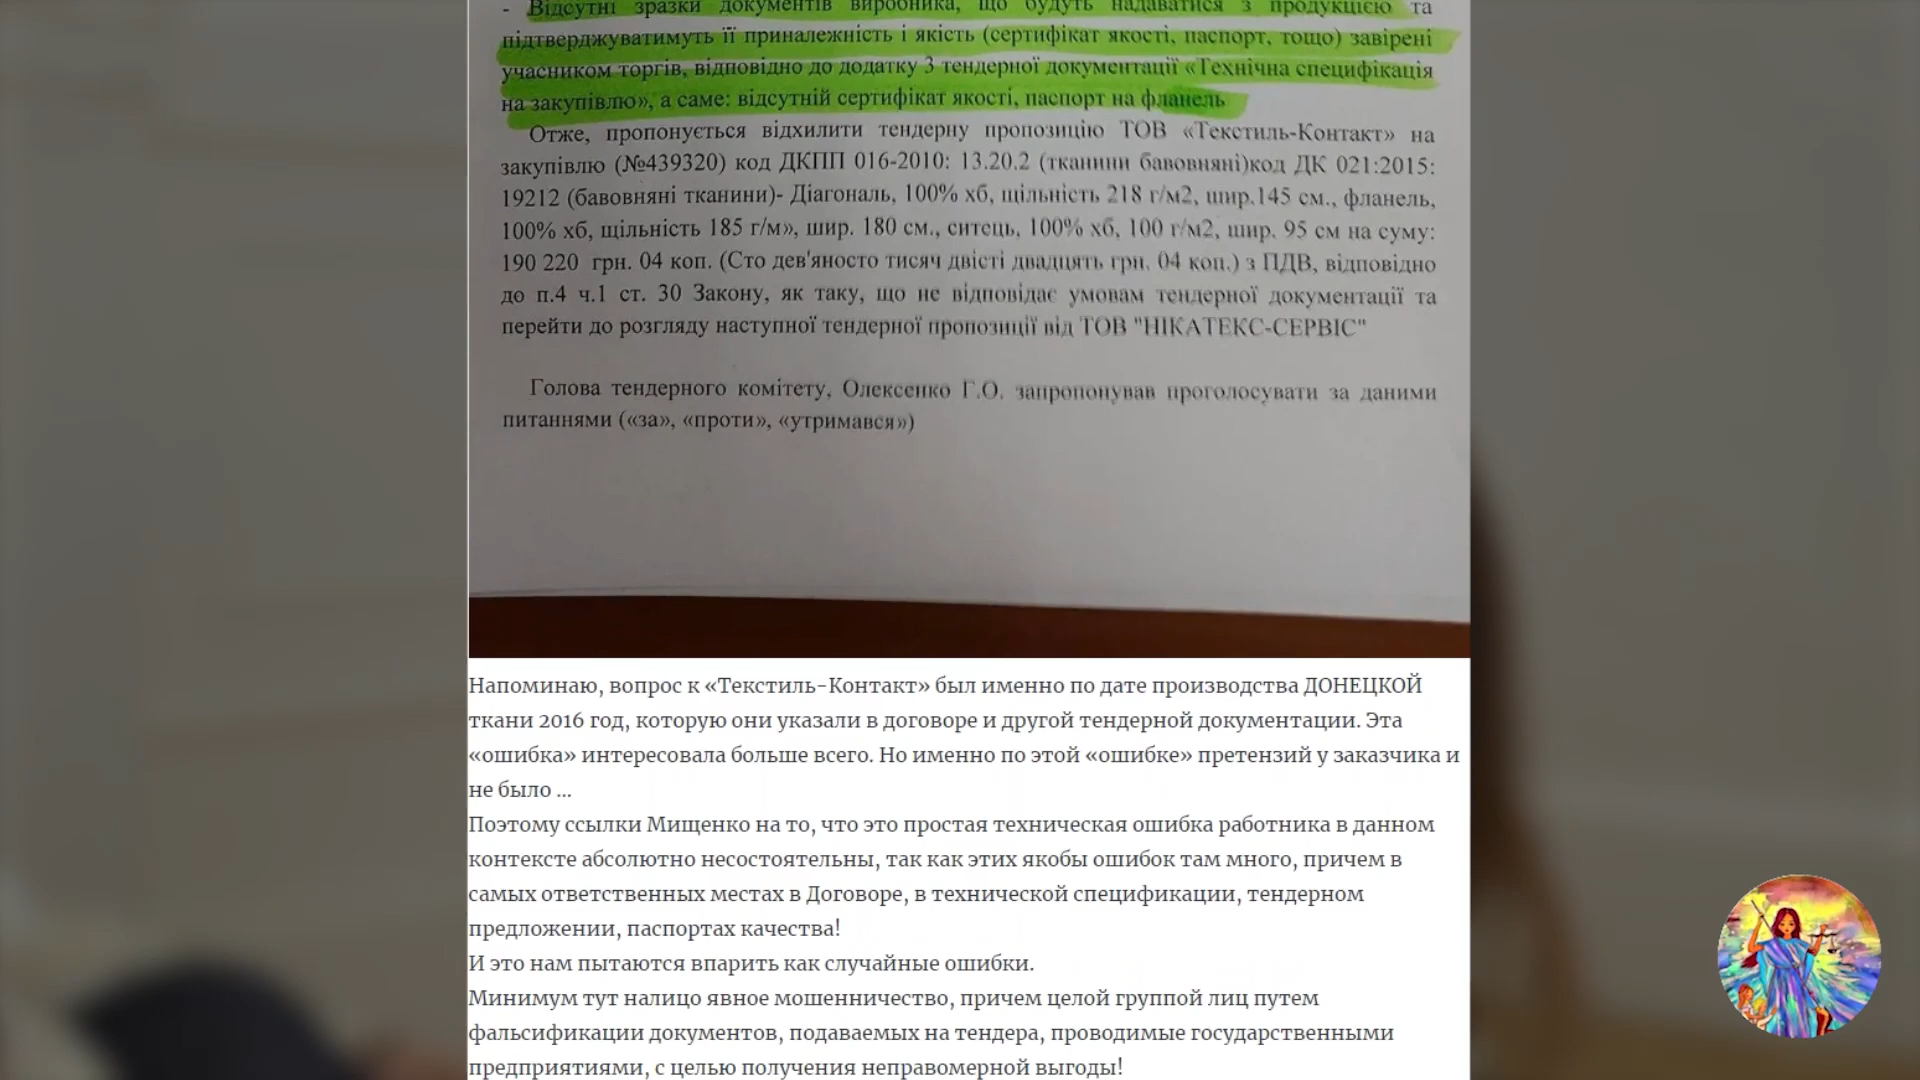 - Відсутні зразки документів виробника, що будуть надаватися з продукцією та
підтверджуватимуть її приналежність і якість (сертифікат якості, паспорт, тощо) завірені
учасником торгів, відповідно до додатку 3 тендерної документації «Технічна специфікація
на закупівлю», а саме: відсутній сертифікат якості, паспорт на фланель
Отже, пропонується відхилити тендерну пропозицію ТОВ «Текстиль-Контакт» на
закупівлю (№439320) код ДКПП 016-2010: 13.20.2 (тканини бавовняні)код ДК 021:2015:
19212 (бавовняні тканини)- Діагональ, 100% хб, щільність 218 г/м2, шир.145 см., фланель,
100% хб, щільність 185 г/м», шир. 180 см., ситець, 100% хб, 100 г/м2, шир. 95 см на суму:
190 220 грн. 04 коп. (Сто дев'яносто тисяч двісті двадцять грн. 04 коп.) з ПДВ, відповідно
до п.4 ч.1 ст. 30 Закону, як таку, що не відповідає умовам тендерної документації та
перейти до розгляду наступної тендерної пропозиції від ТОВ "НІКАТЕКС-СЕРВІС"
Голова тендерного комітету, Олексенко Г.О. запропонував проголосувати за даними
питаннями («за», «проти», «утримався»)
Напоминаю, вопрос к «Текстиль-Контакт» был именно по дате производства ДОНЕЦКОЙ
ткани 2016 год, которую они указали в договоре и другой тендерной документации. Эта
«ошибка» интересовала больше всего. Но именно по этой «ошибке» претензий у заказчика и
не было ...
Поэтому ссылки Мищенко на то, что это простая техническая ошибка работника в данном
контексте абсолютно несостоятельны, так как этих якобы ошибок там много, причем в
самых ответственных местах в Договоре, в технической спецификации, тендерном
предложении, паспортах качества!
И это нам пытаются впарить как случайные ошибки.
Минимум тут налицо явное мошенничество, причем целой группой лиц путем
фальсификации документов, подаваемых на тендера, проводимые государственными
предприятиями, с целью получения неправомерной выгоды!